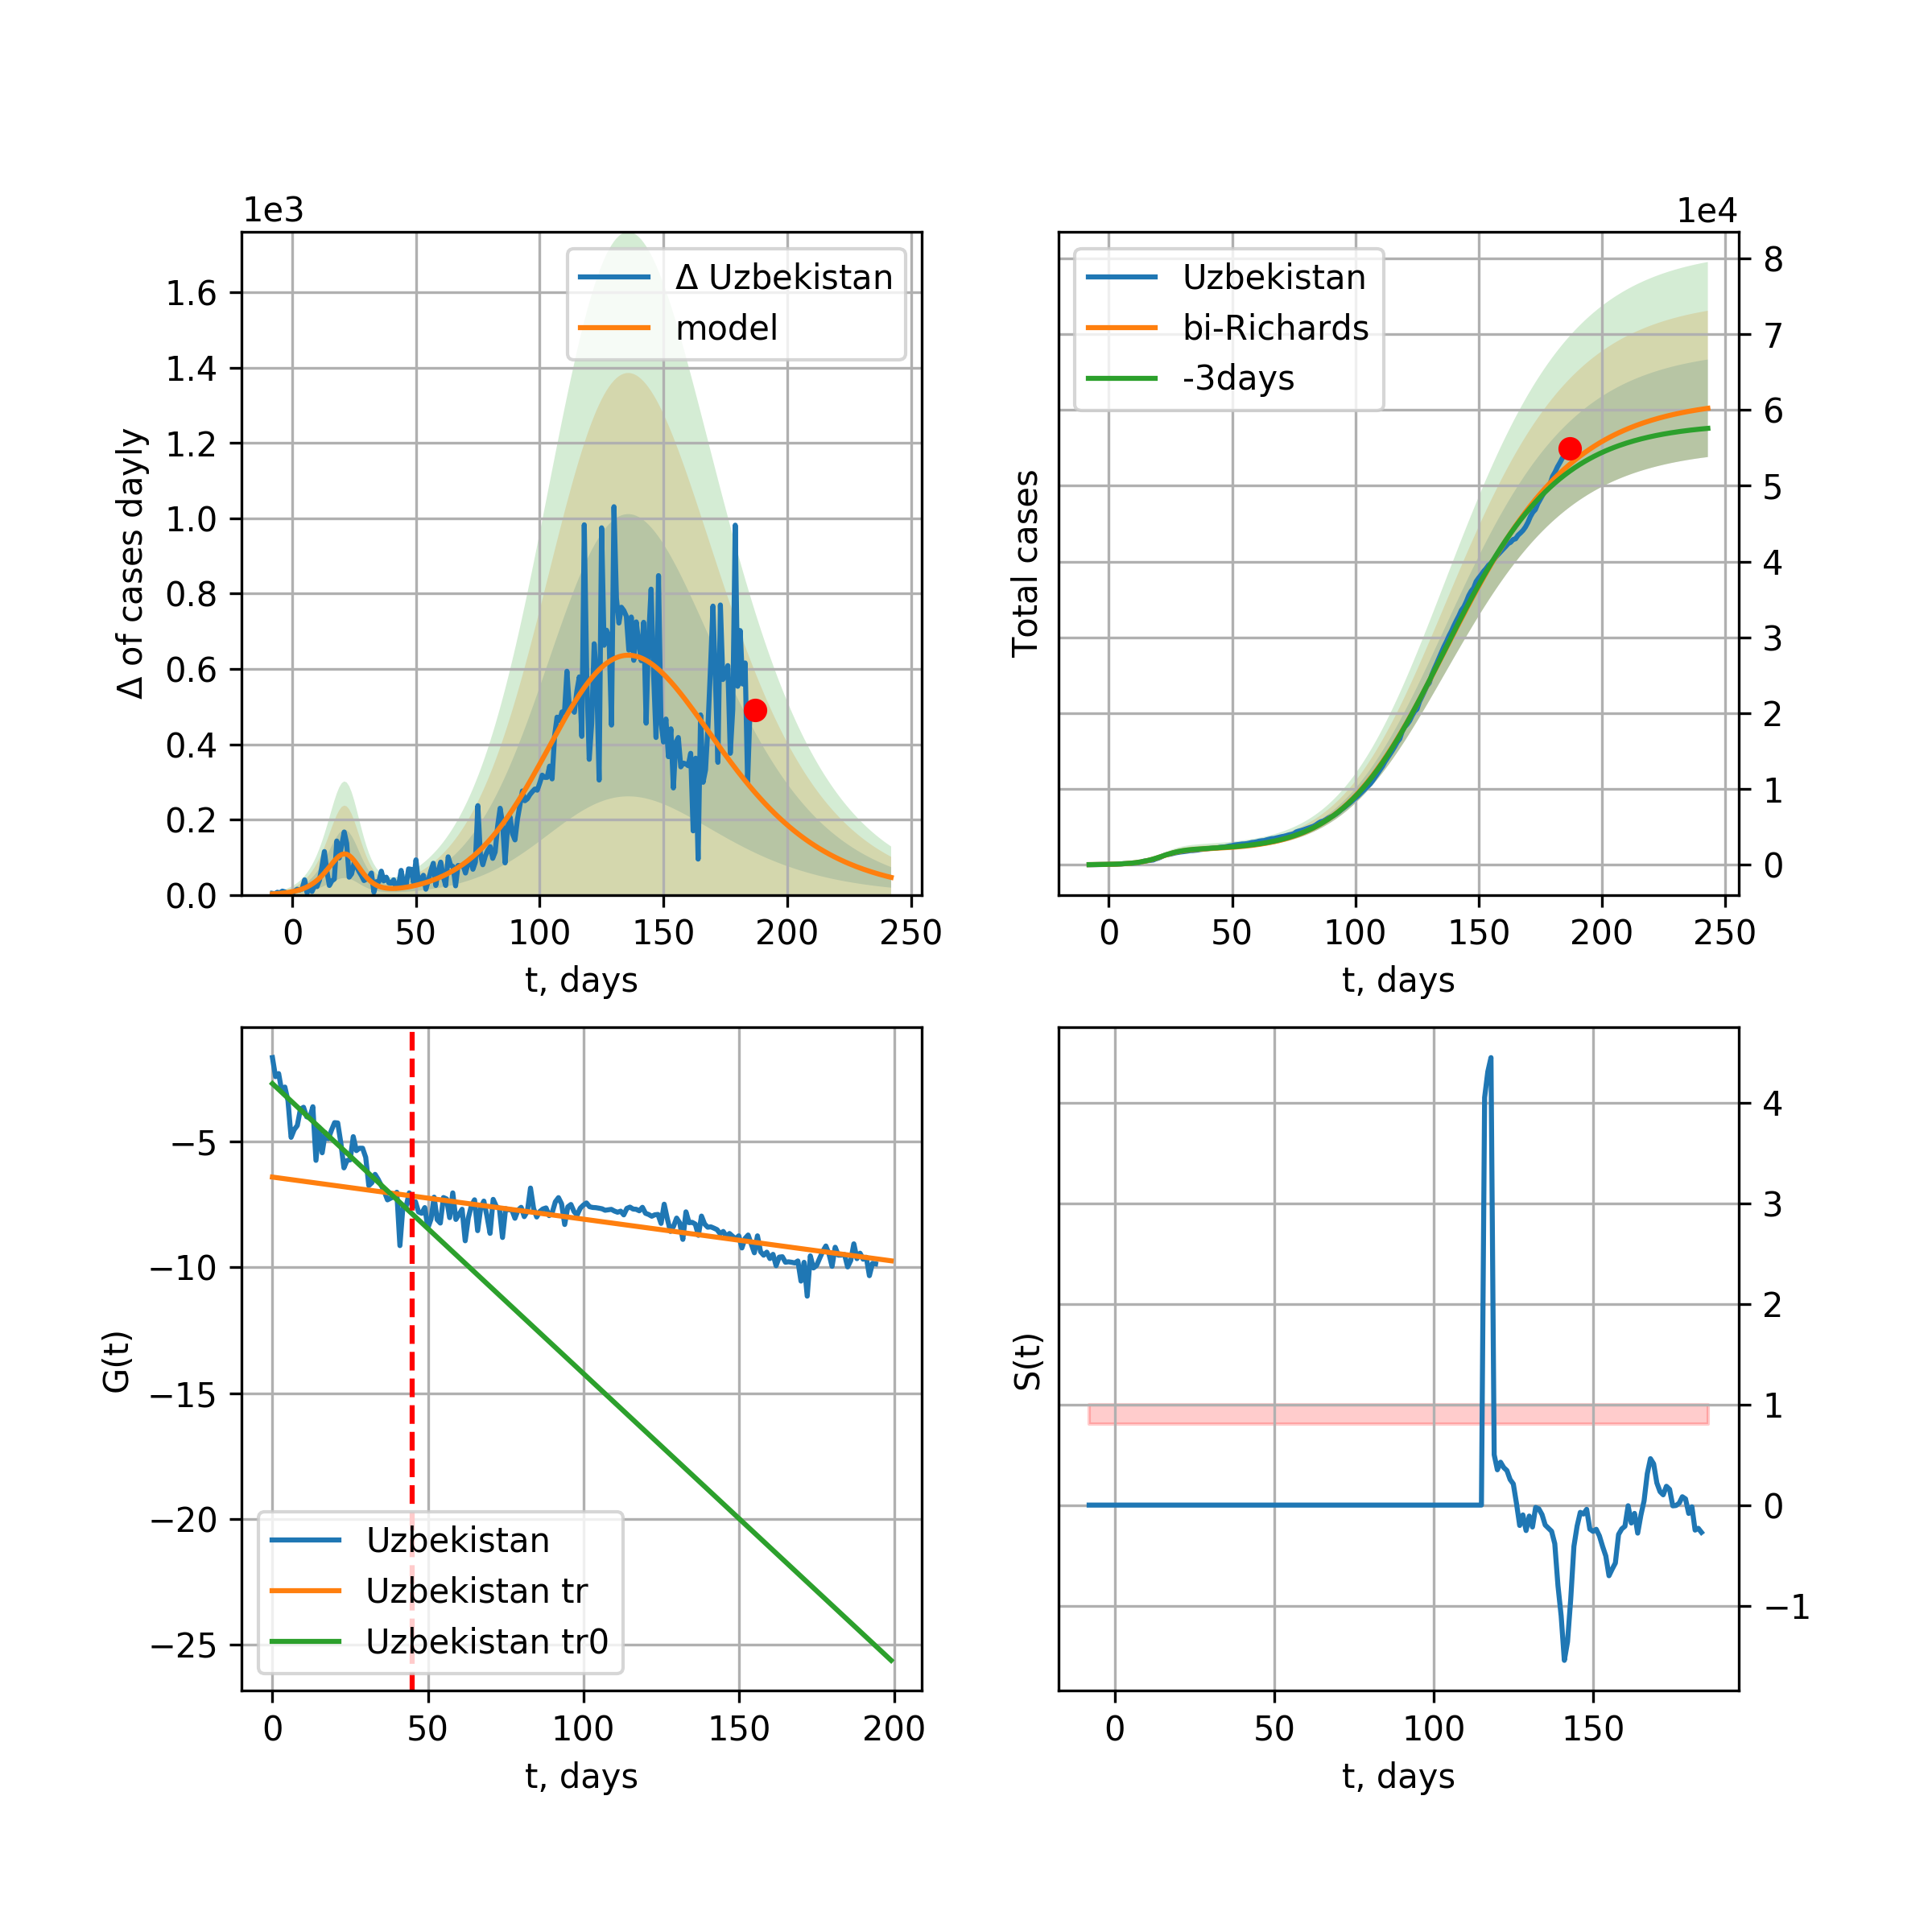 1e3
Δ of cases dayly
1.6
1.4
1.2
1.0
0.8
0.6
0.4
0.2
0.0
0 50 100 150 200 250
t, days
Δ Uzbekistan
model
1e4
Total cases
8
7
6
5
4
3
2
1
0
0 50 100 150 200 250
t, days
Uzbekistan
bi-Richards
-3days
G(t)
−5
−10
−15
−20
−25
0 50 100 150 200
t, days
Uzbekistan
Uzbekistan tr
Uzbekistan tr0
S(t)
4
3
2
1
0
−1
0 50 100 150
t, days